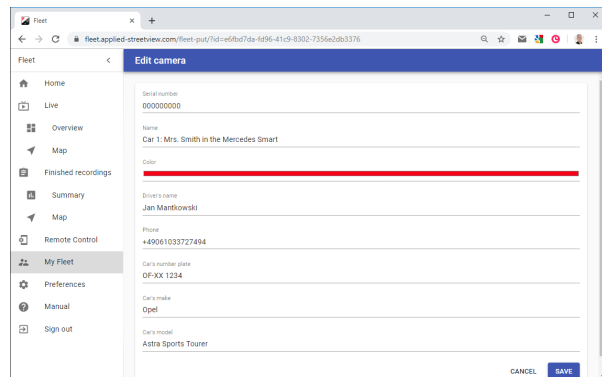 Fleet
fleet.applied-streetview.com/fleet-put/?id=e6fbd7da-fd96-41c9-8302-7356e2db3376
Fleet
Edit camera
Home
Live
Overview
Map
Finished recordings
Summary
Map
Remote Control
My Fleet
Preferences
Manual
Sign out
Serial number
000000000
Name
Car 1: Mrs. Smith in the Mercedes Smart
Color
Driver's name
Jan Mantkowski
Phone
+49061033727494
Car's number plate
OF-XX 1234
Car's make
Opel
Car's model
Astra Sports Tourer
CANCEL
SAVE